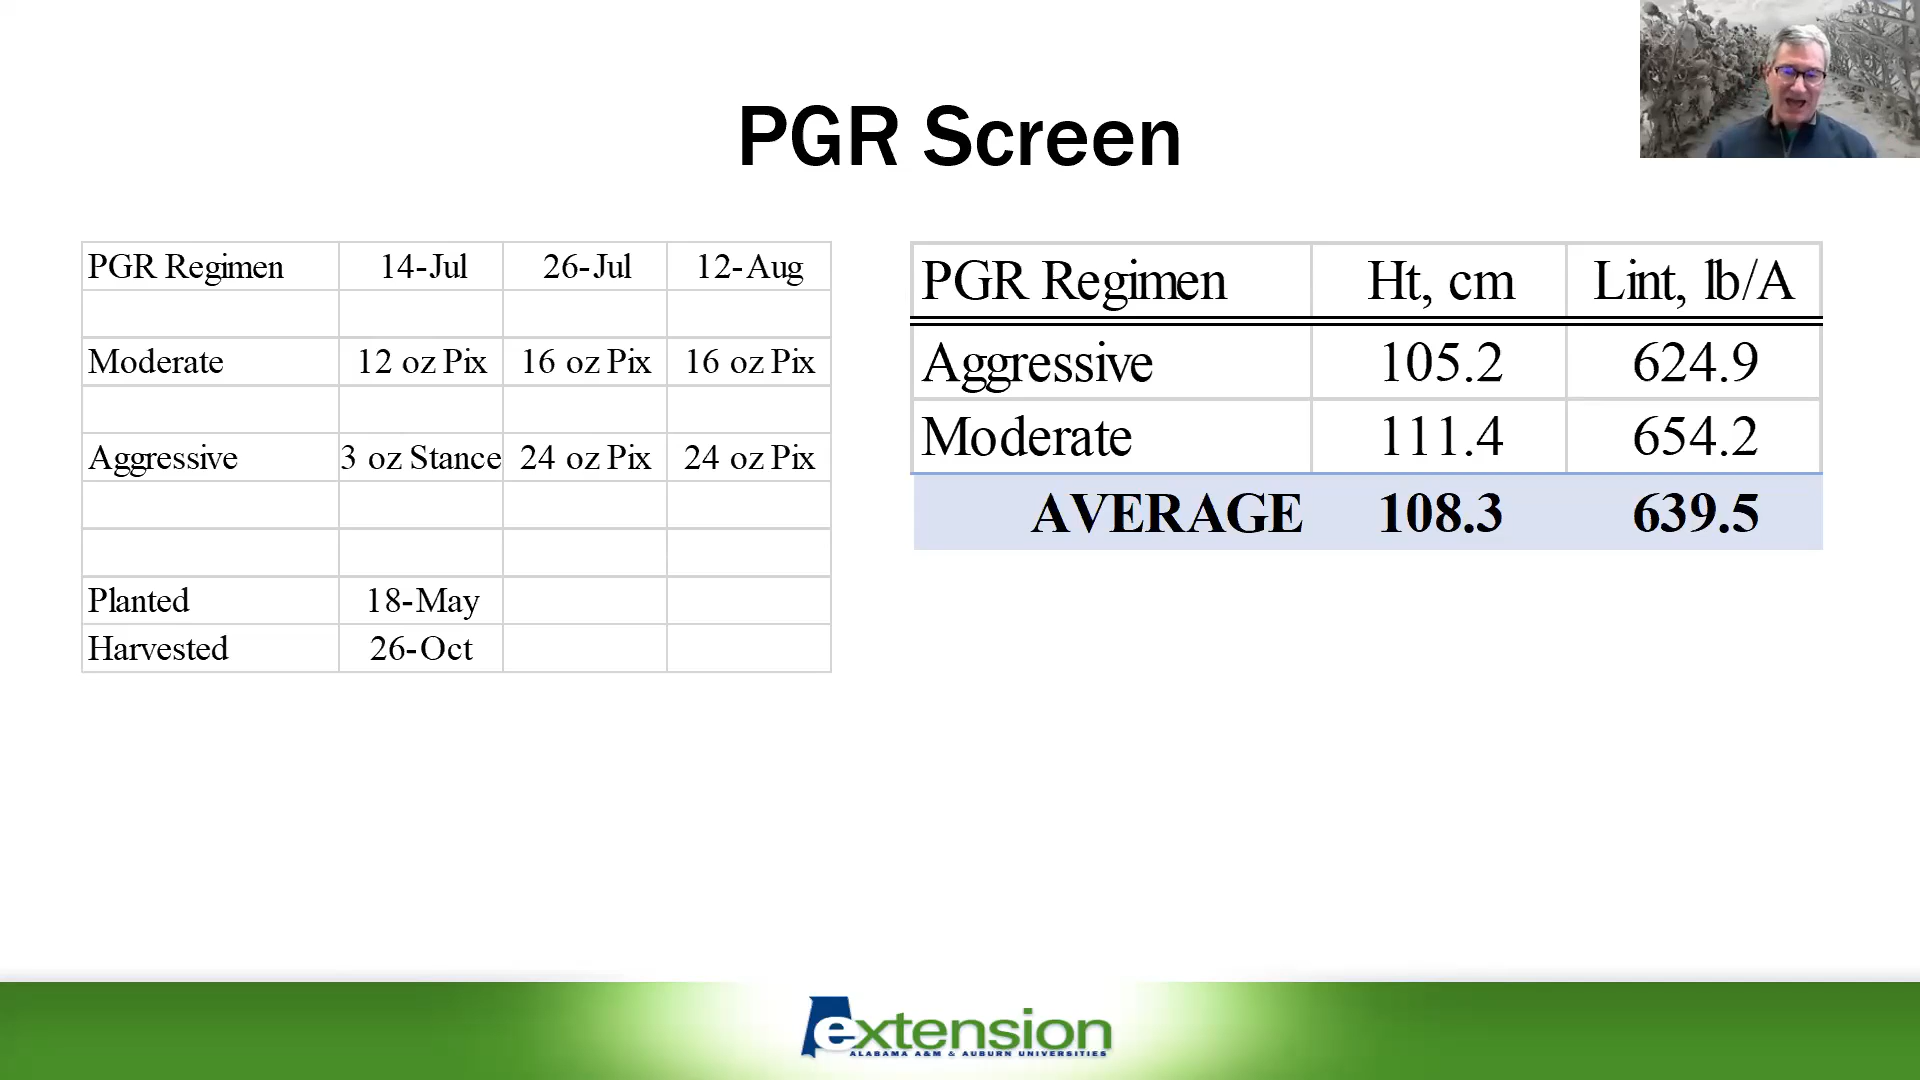 PGR Screen
PGR Regimen 14-Jul 26-Jul 12-Aug
Moderate 12 oz Pix 16 oz Pix 16 oz Pix
Aggressive 3 oz Stance 24 oz Pix 24 oz Pix
Planted 18-May
Harvested 26-Oct
PGR Regimen Ht, cm Lint, lb/A
Aggressive 105.2 624.9
Moderate 111.4 654.2
AVERAGE 108.3 639.5
extension
ALABAMA A&M & AUBURN UNIVERSITIES